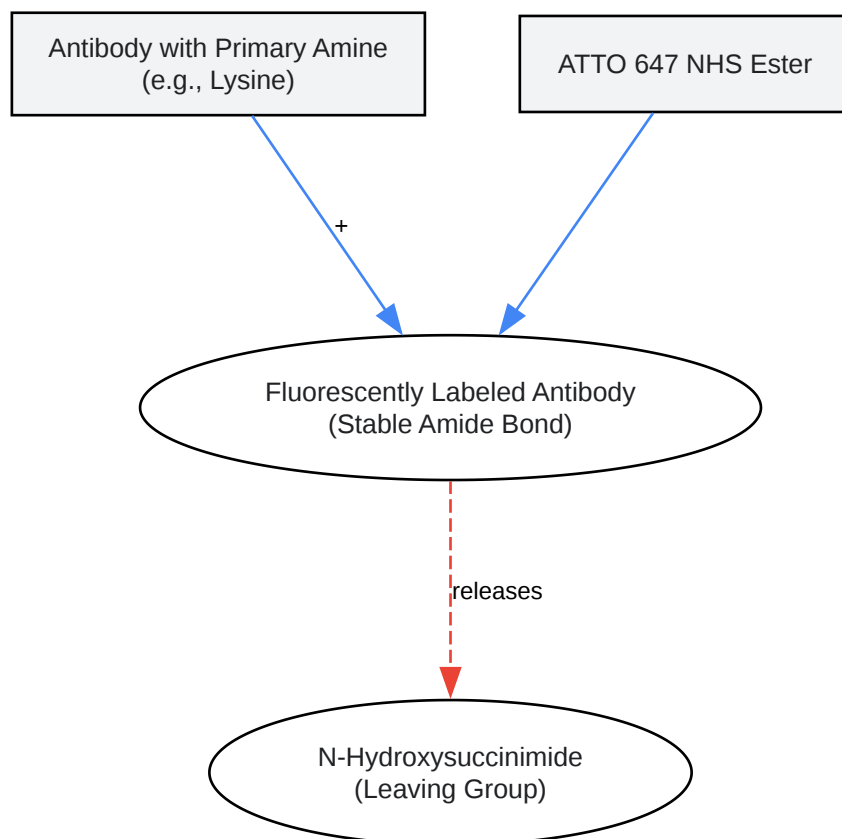 Antibody with Primary Amine
(e.g., Lysine)
ATTO 647 NHS Ester
+
Fluorescently Labeled Antibody
(Stable Amide Bond)
releases
N-Hydroxysuccinimide
(Leaving Group)